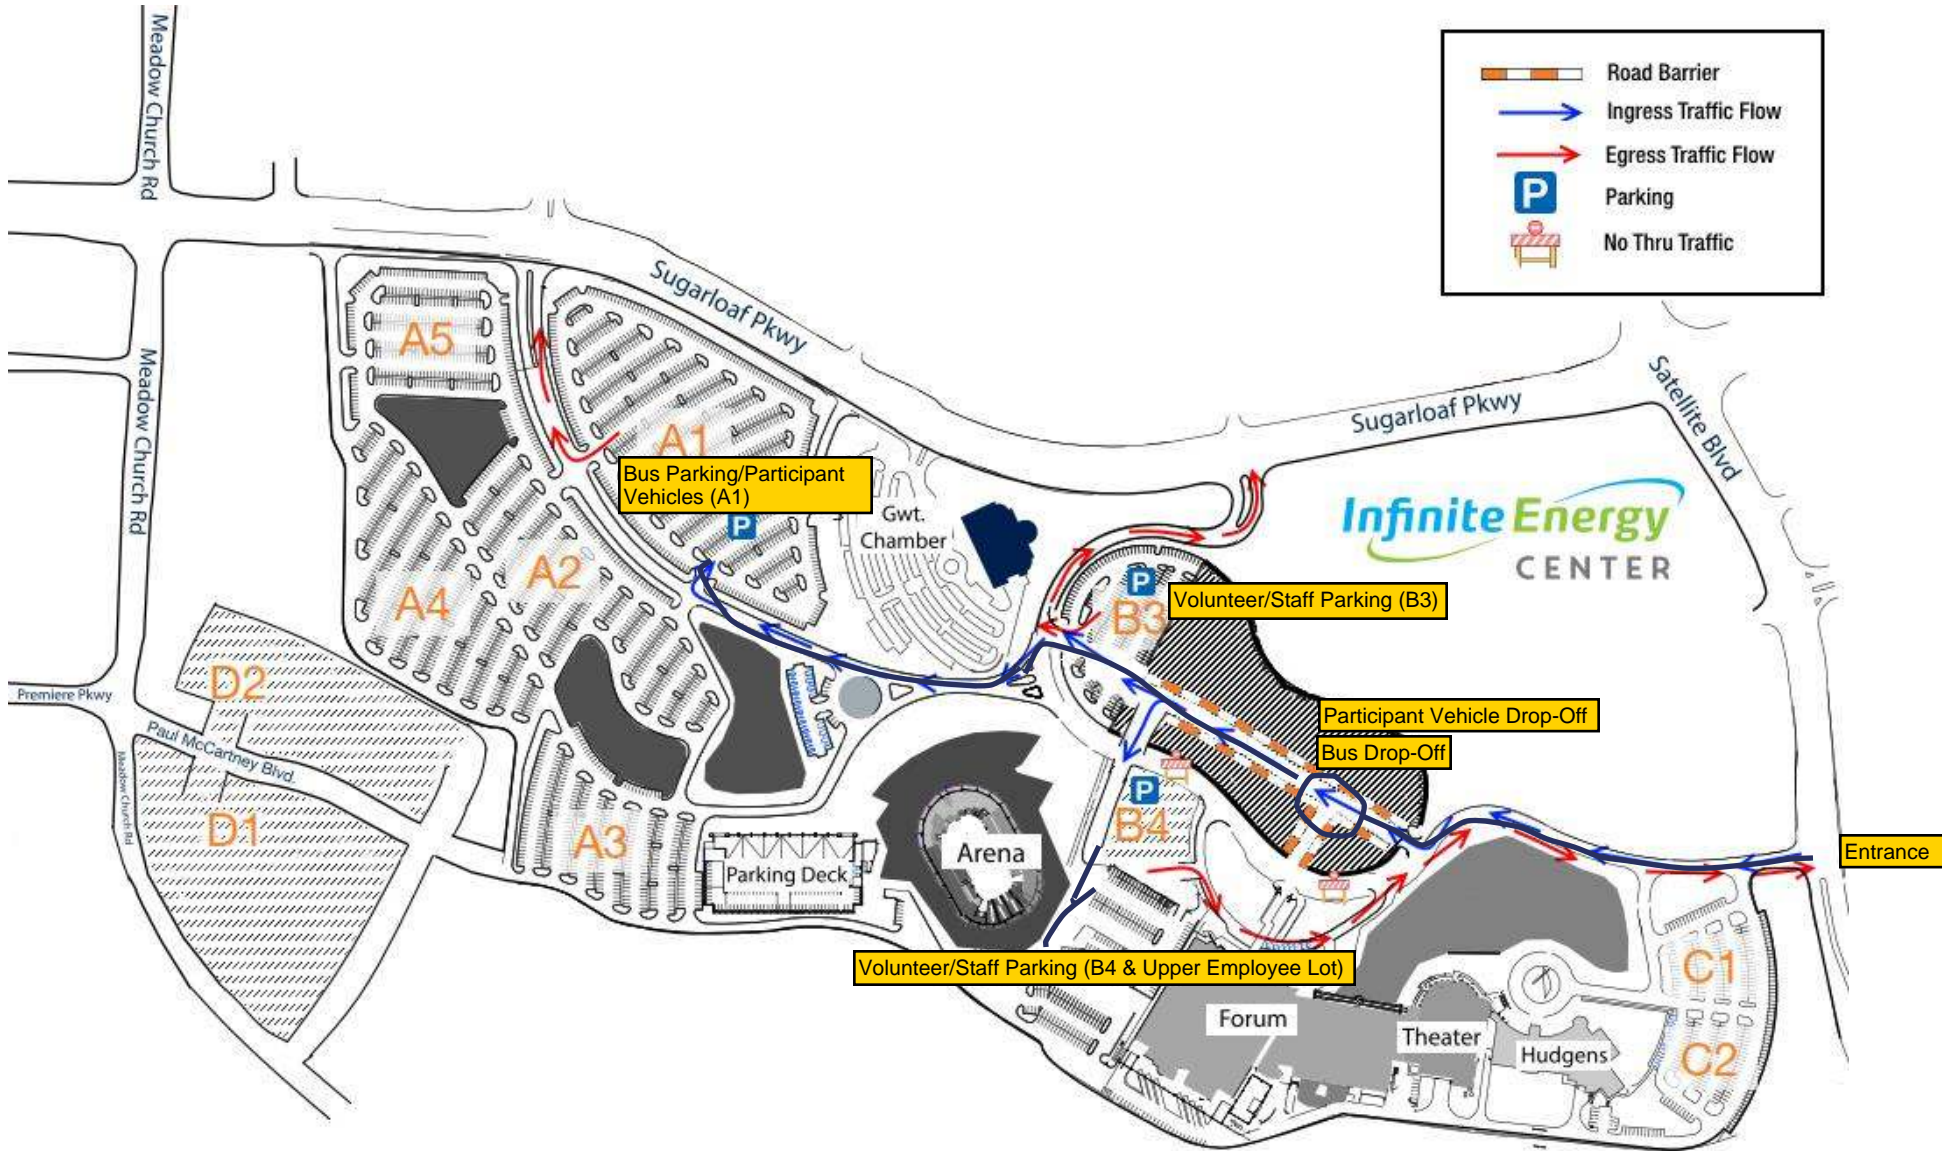 Road Barrier
Ingress Traffic Flow
Egress Traffic Flow
P
Parking
No Thru Traffic
Meadow Church Rd
Sugarloaf Pkwy
Sugarloaf Pkwy
Satellite Blvd
Meadow Church Rd
A5
A1
Bus Parking/Participant
Vehicles (A1)
P
Gwt.
Chamber
Infinite Energy
CENTER
A2
A4
P
B3
Volunteer/Staff Parking (B3)
D2
Premiere Pkwy
Paul McCartney Blvd.
Meadow Church Rd
D1
Participant Vehicle Drop-Off
Bus Drop-Off
P
B4
A3
Parking Deck
Arena
Entrance
Volunteer/Staff Parking (B4 & Upper Employee Lot)
C1
Forum
Theater
Hudgens
C2